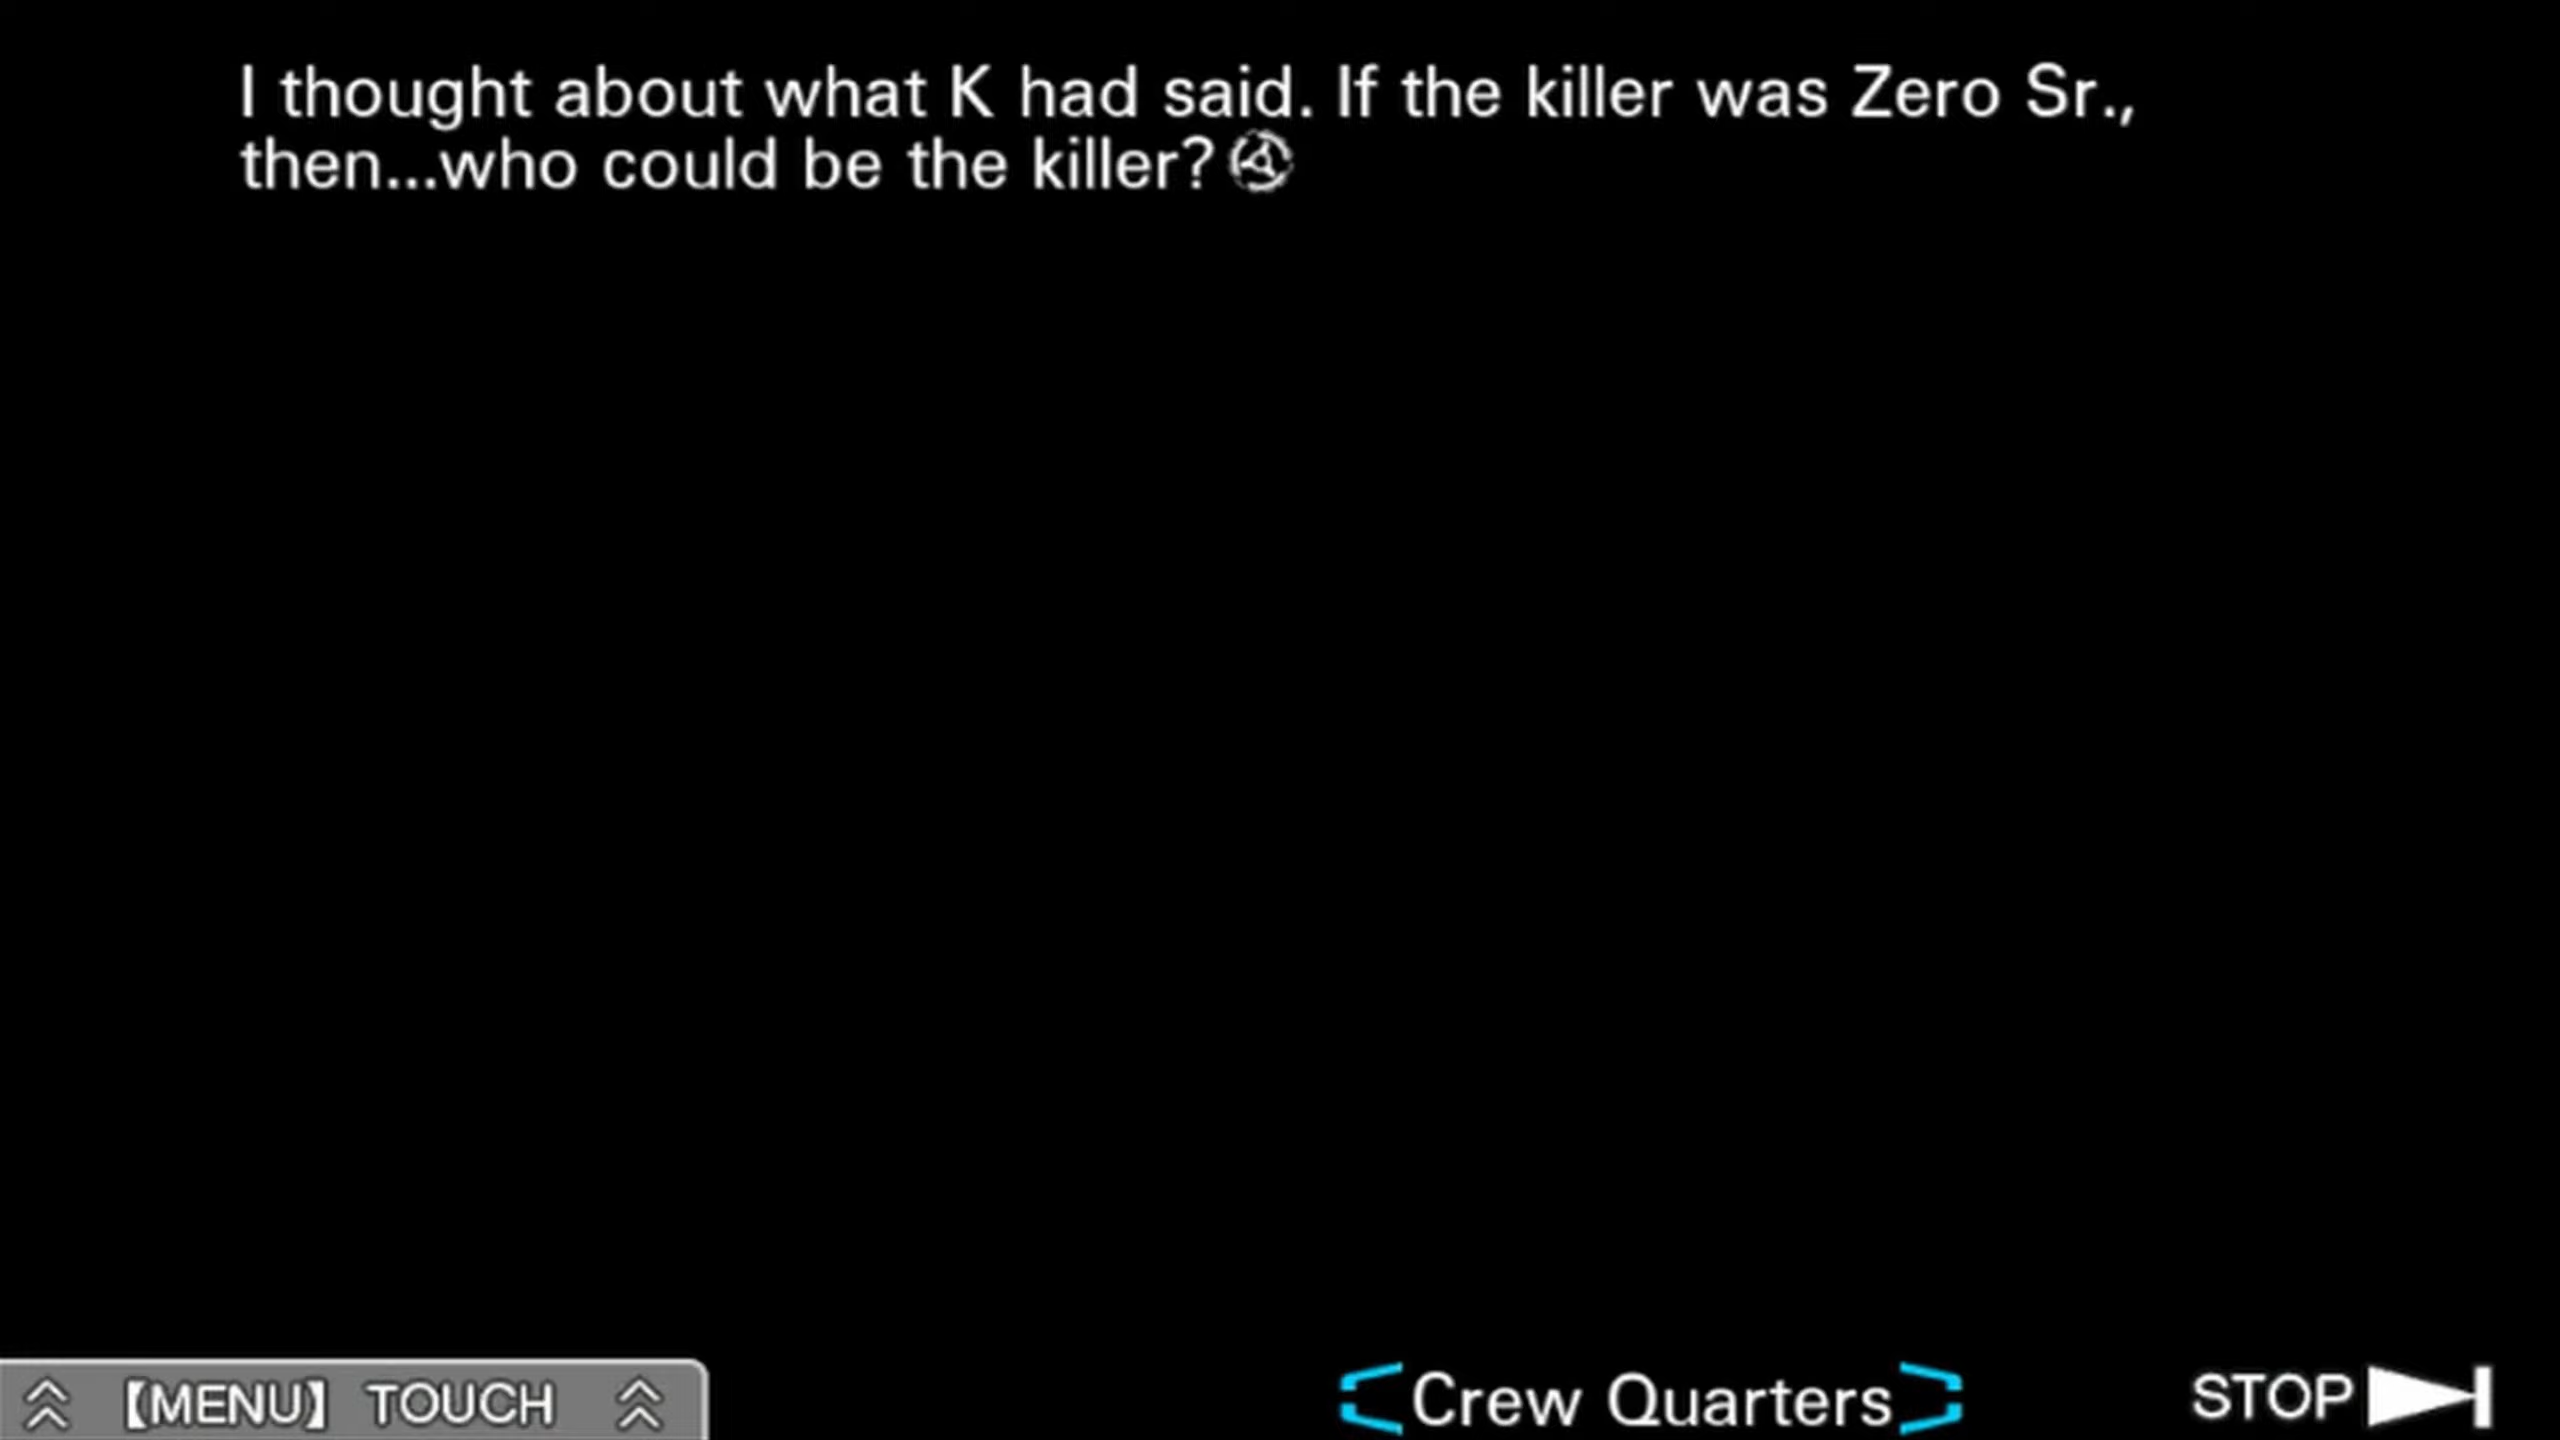 I thought about what K had said. If the killer was Zero Sr.,
then...who could be the killer?
【MENU】 TOUCH
Crew Quarters
STOP